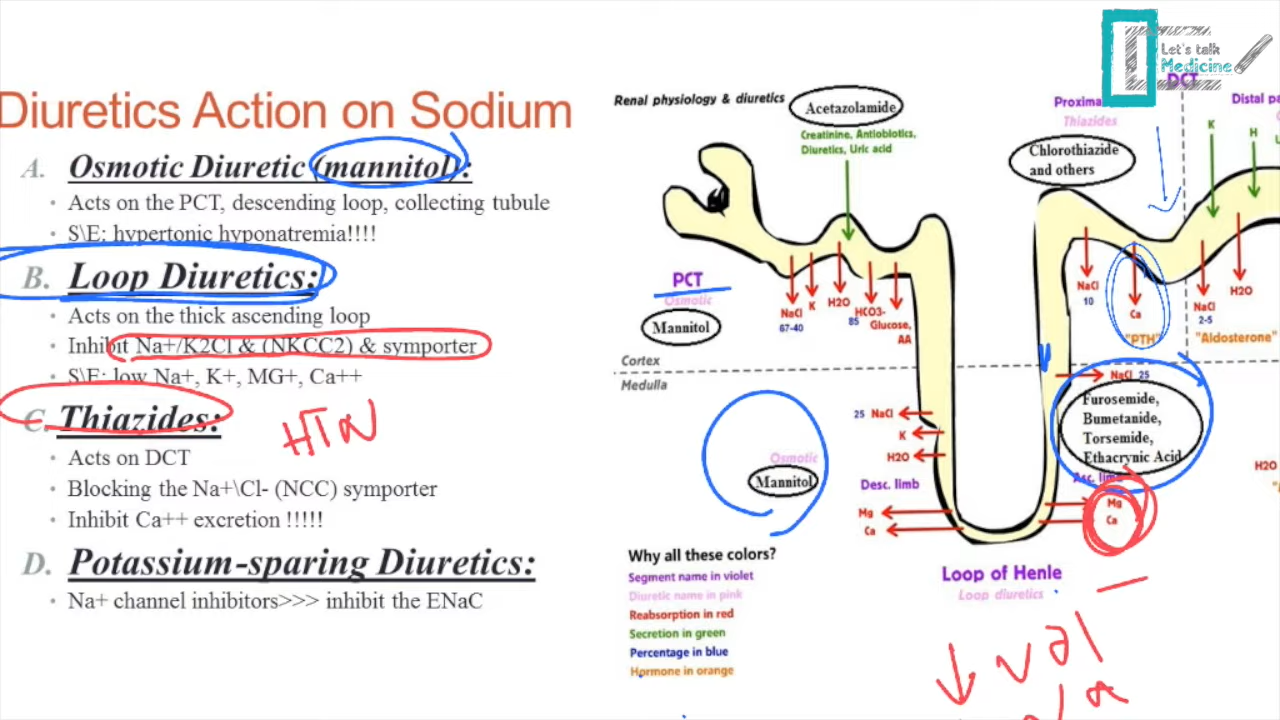 Let's talk
Medicine
Diuretics Action on Sodium
A. Osmotic Diuretic (mannitol):
• Acts on the PCT, descending loop, collecting tubule
• S\E: hypertonic hyponatremia!!!!
B. Loop Diuretics:
• Acts on the thick ascending loop
• Inhibit Na+/K2Cl & (NKCC2) & symporter
• S\E: low Na+, K+, MG+, Ca++
C. Thiazides:
HTN
• Acts on DCT
• Blocking the Na+\Cl- (NCC) symporter
• Inhibit Ca++ excretion !!!!!
D. Potassium-sparing Diuretics:
• Na+ channel inhibitors>>> inhibit the ENaC
Renal physiology & diuretics
Acetazolamide
Creatinine, Antiobiotics,
Diuretics, Uric acid
PCT
Osmotic
Mannitol
NaCl
67-40
K
H2O
85
HCO3-
Glucose,
AA
Cortex
Medulla
Proxima
Thiazides
DCT
Distal pa
Chlorothiazide
and others
K
H
NaCl
10
Ca
"PTH"
NaCl
2-5
H2O
"Aldosterone"
NaCl 25
Furosemide,
Bumetanide,
Torsemide,
Ethacrynic Acid
Asc. limb
Mg
Ca
25 NaCl
K
H2O
Osmotic
Mannitol
Desc. limb
Mg
Ca
H2O
Loop of Henle
Loop diuretics
Why all these colors?
Segment name in violet
Diuretic name in pink
Reabsorption in red
Secretion in green
Percentage in blue
Hormone in orange
↓ Vol